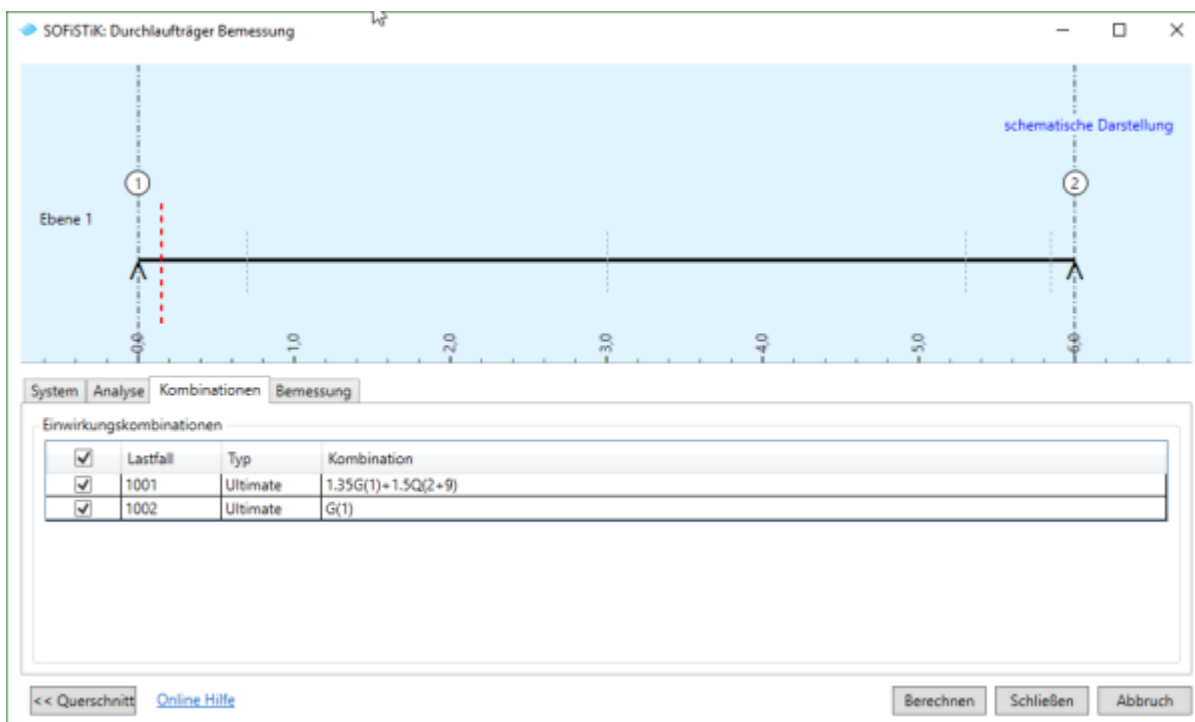 SOFiSTiK: Durchlaufträger Bemessung
schematische Darstellung
1
2
Ebene 1
0,0
1,0
2,0
3,0
4,0
5,0
6,0
System Analyse Kombinationen Bemessung
Einwirkungskombinationen
Lastfall Typ Kombination
1001 Ultimate 1.35G(1)+1.5Q(2+9)
1002 Ultimate G(1)
<< Querschnitt Online Hilfe Berechnen Schließen Abbruch